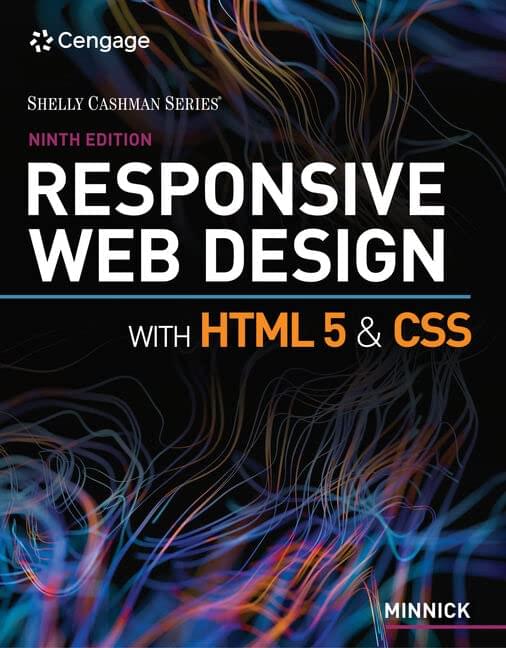 Cengage
SHELLY CASHMAN SERIES®
NINTH EDITION
RESPONSIVE
WEB DESIGN
WITH HTML 5 & CSS
MINNICK